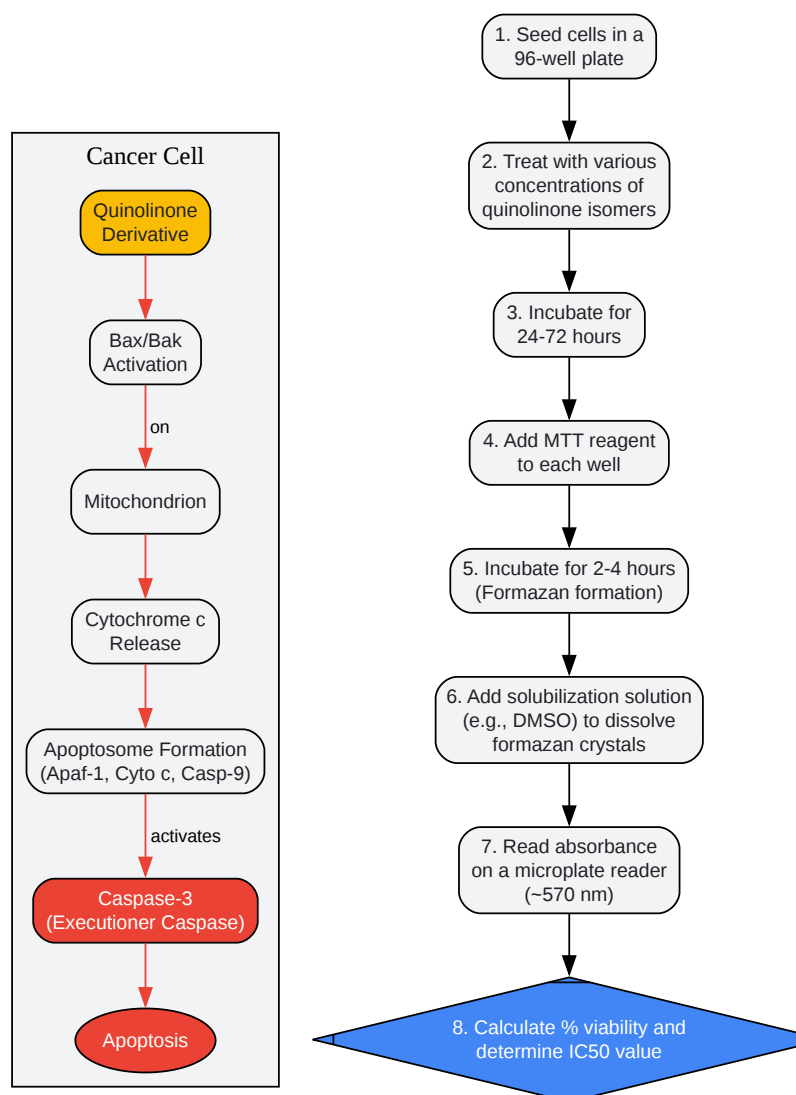 Cancer Cell
Quinolinone
Derivative
Bax/Bak
Activation
on
Mitochondrion
Cytochrome c
Release
Apoptosome Formation
(Apaf-1, Cyto c, Casp-9)
activates
Caspase-3
(Executioner Caspase)
Apoptosis
1. Seed cells in a
96-well plate
2. Treat with various
concentrations of
quinolinone isomers
3. Incubate for
24-72 hours
4. Add MTT reagent
to each well
5. Incubate for 2-4 hours
(Formazan formation)
6. Add solubilization solution
(e.g., DMSO) to dissolve
formazan crystals
7. Read absorbance
on a microplate reader
(~570 nm)
8. Calculate % viability and
determine IC50 value